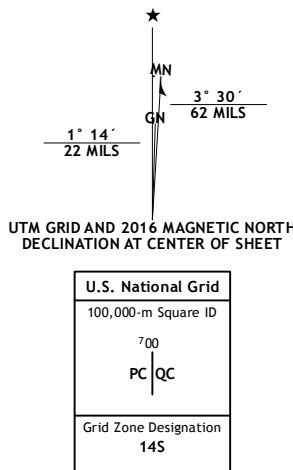 ★
MN
3° 30´
62 MILS
GN
1° 14´
22 MILS
UTM GRID AND 2016 MAGNETIC NORTH
DECLINATION AT CENTER OF SHEET
U.S. National Grid
100,000-m Square ID
⁷00
PC QC
Grid Zone Designation
14S